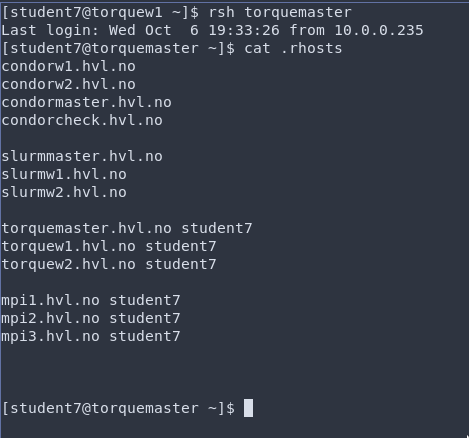 [student7@torquew1 ~]$ rsh torquemaster
Last login: Wed Oct  6 19:33:26 from 10.0.0.235
[student7@torquemaster ~]$ cat .rhosts
condorw1.hvl.no
condorw2.hvl.no
condormaster.hvl.no
condorcheck.hvl.no

slurmmaster.hvl.no
slurmw1.hvl.no
slurmw2.hvl.no

torquemaster.hvl.no student7
torquew1.hvl.no student7
torquew2.hvl.no student7

mpi1.hvl.no student7
mpi2.hvl.no student7
mpi3.hvl.no student7

[student7@torquemaster ~]$